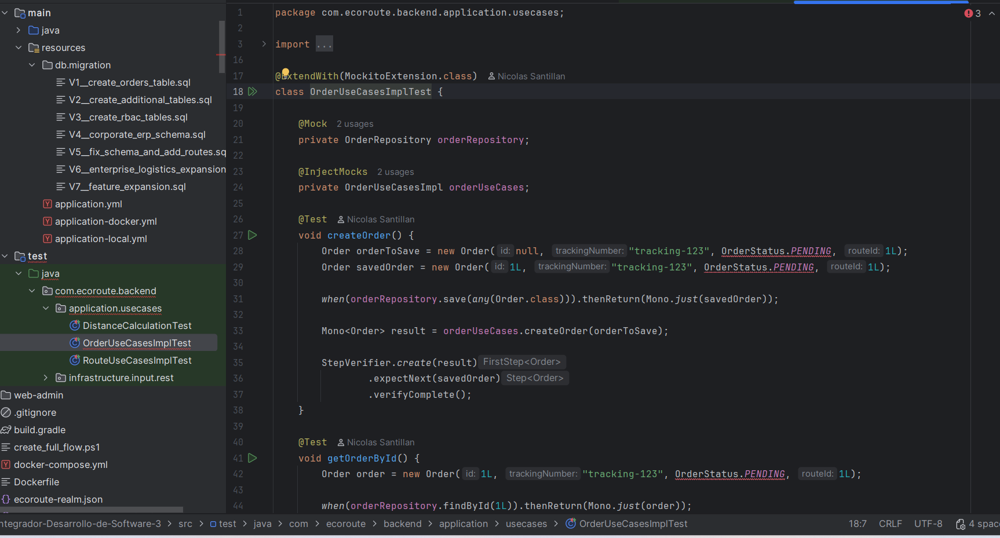 main
java
resources
db.migration
V1__create_orders_table.sql
V2__create_additional_tables.sql
V3__create_rbac_tables.sql
V4__corporate_erp_schema.sql
V5__fix_schema_and_add_routes.sq
V6__enterprise_logistics_expansion
V7__feature_expansion.sql
application.yml
application-docker.yml
application-local.yml
test
java
com.ecoroute.backend
application.usecases
DistanceCalculationTest
OrderUseCasesImplTest
RouteUseCasesImplTest
infrastructure.input.rest
web-admin
.gitignore
build.gradle
create_full_flow.ps1
docker-compose.yml
Dockerfile
ecoroute-realm.json
1 package com.ecoroute.backend.application.usecases;
3
2
3 import ...
16
17 @ExtendWith(MockitoExtension.class) Nicolas Santillan
18 class OrderUseCasesImplTest {
19
20 @Mock 2 usages
21 private OrderRepository orderRepository;
22
23 @InjectMocks 2 usages
24 private OrderUseCasesImpl orderUseCases;
25
26 @Test Nicolas Santillan
27 void createOrder() {
28 Order orderToSave = new Order( id: null, trackingNumber: "tracking-123", OrderStatus.PENDING, routeId: 1L);
29 Order savedOrder = new Order( id: 1L, trackingNumber: "tracking-123", OrderStatus.PENDING, routeId: 1L);
30
31 when(orderRepository.save(any(Order.class))).thenReturn(Mono.just(savedOrder));
32
33 Mono<Order> result = orderUseCases.createOrder(orderToSave);
34
35 StepVerifier.create(result) FirstStep<Order>
36 .expectNext(savedOrder) Step<Order>
37 .verifyComplete();
38 }
39
40 @Test Nicolas Santillan
41 void getOrderById() {
42 Order order = new Order( id: 1L, trackingNumber: "tracking-123", OrderStatus.PENDING, routeId: 1L);
43
44 when(orderRepository.findById(1L)).thenReturn(Mono.just(order));
ntegrador-Desarrollo-de-Software-3 > src > test > java > com > ecoroute > backend > application > usecases > OrderUseCasesImplTest 18:7 CRLF UTF-8 4 spac